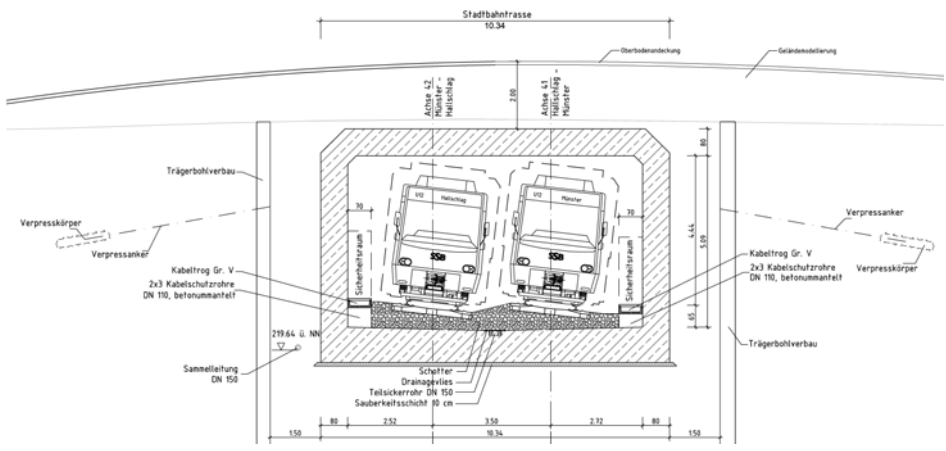 Stadtbahntrasse
10.34
Oberbodenandeckung
Geländemodellierung
Achse 42
Münster -
Hallschlag
2.00
Achse 41
Hallschlag -
Münster
80
Trägerbohlverbau
U12 Hallschlag
U12 Münster
70
70
Verpresskörper
Verpressanker
Verpressanker
Verpresskörper
4.44
5.09
Sicherheitsraum
Sicherheitsraum
SSB
SSB
Kabeltrog Gr. V
2x3 Kabelschutzrohre
DN 110, betonummantelt
Kabeltrog Gr. V
2x3 Kabelschutzrohre
DN 110, betonummantelt
65
219.64 ü. NN
Sammelleitung
DN 150
Trägerbohlverbau
Schotter
Drainagevlies
Teilsickerrohr DN 150
Sauberkeitsschicht 10 cm
80
2.52
3.50
2.72
80
1.50
10.34
1.50